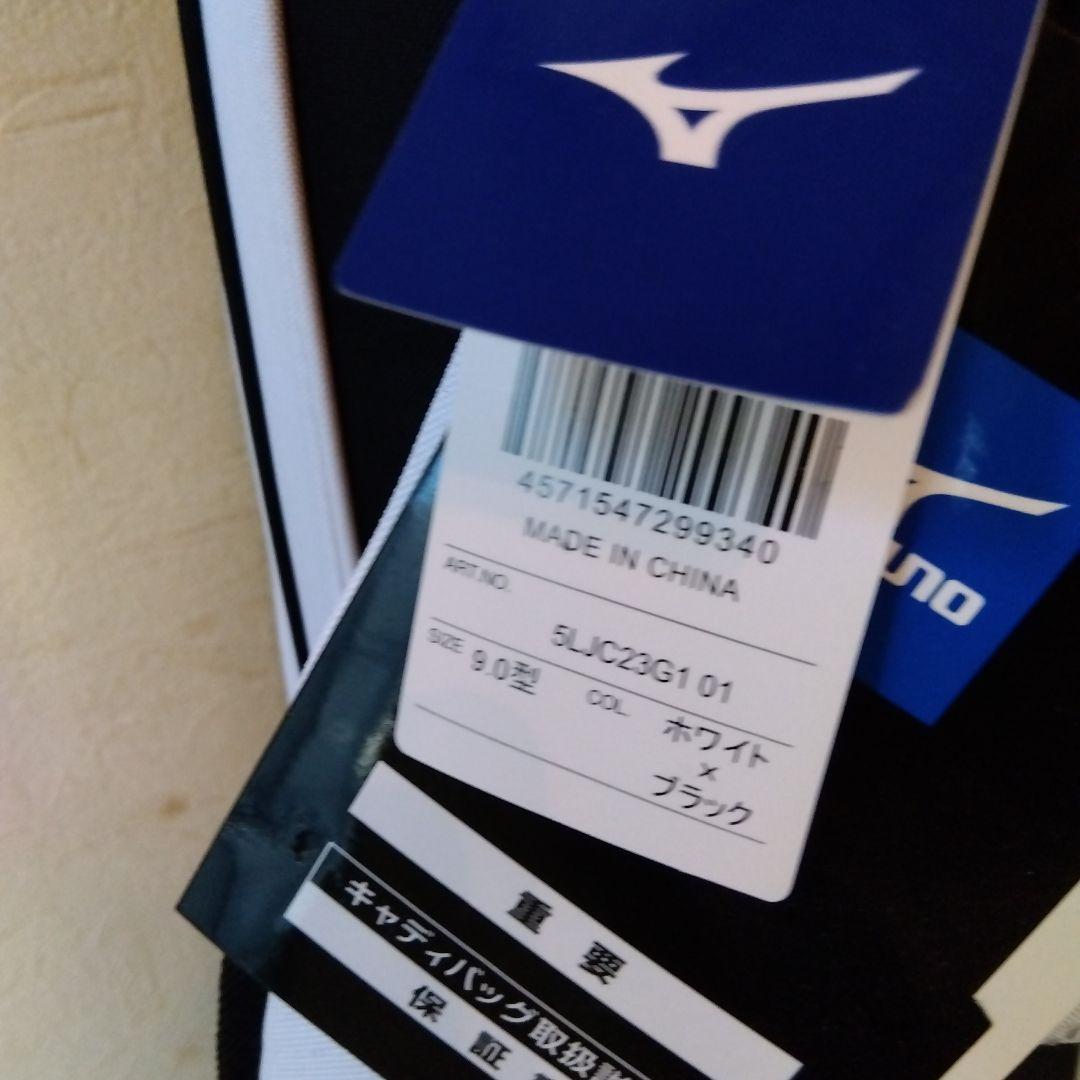 4571547299340
MADE IN CHINA
ART.NO.
5LJC23G1 01
SIZE 9.0型 COL. ホワイト
×
ブラック
重要
キャディバッグ取扱
保証